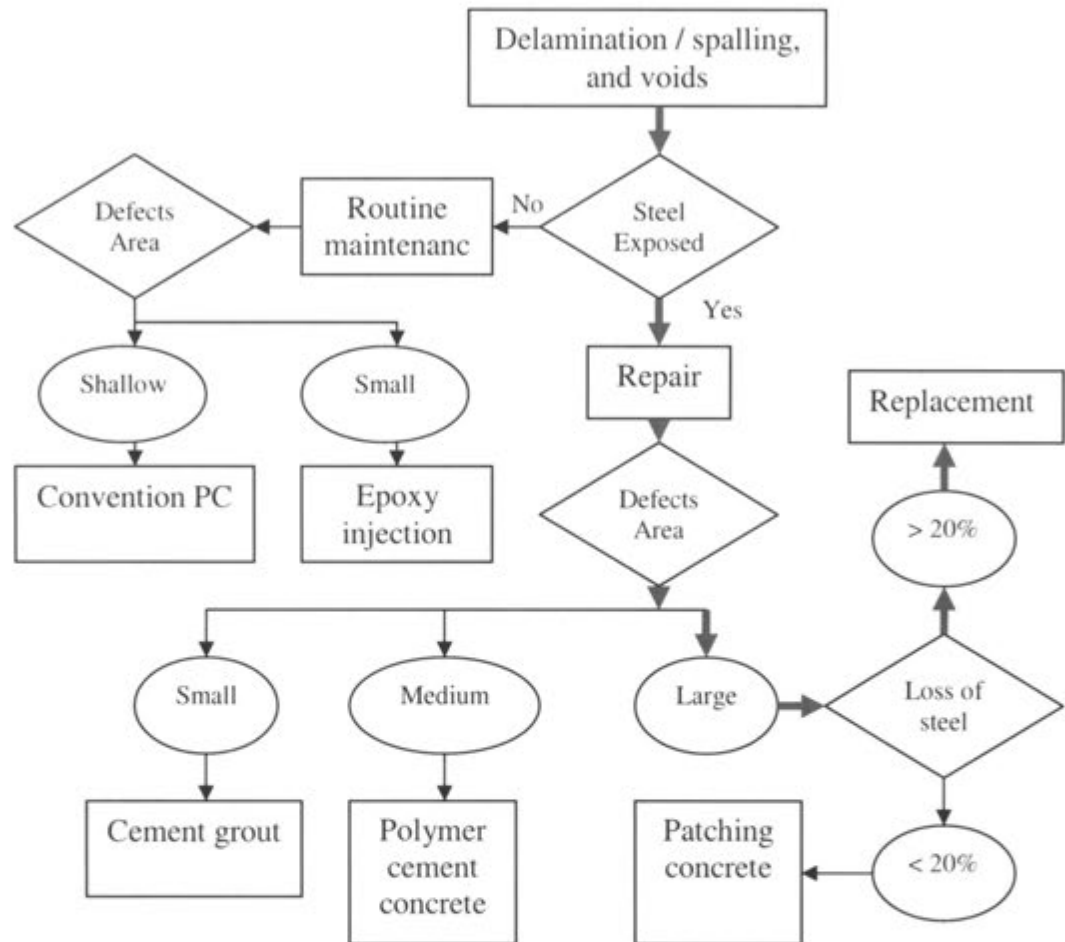 Delamination / spalling,
and voids
Defects
Area
Routine
maintenanc
No
Steel
Exposed
Yes
Shallow
Small
Repair
Replacement
Convention PC
Epoxy
injection
Defects
Area
> 20%
Small
Medium
Large
Loss of
steel
Cement grout
Polymer
cement
concrete
Patching
concrete
< 20%